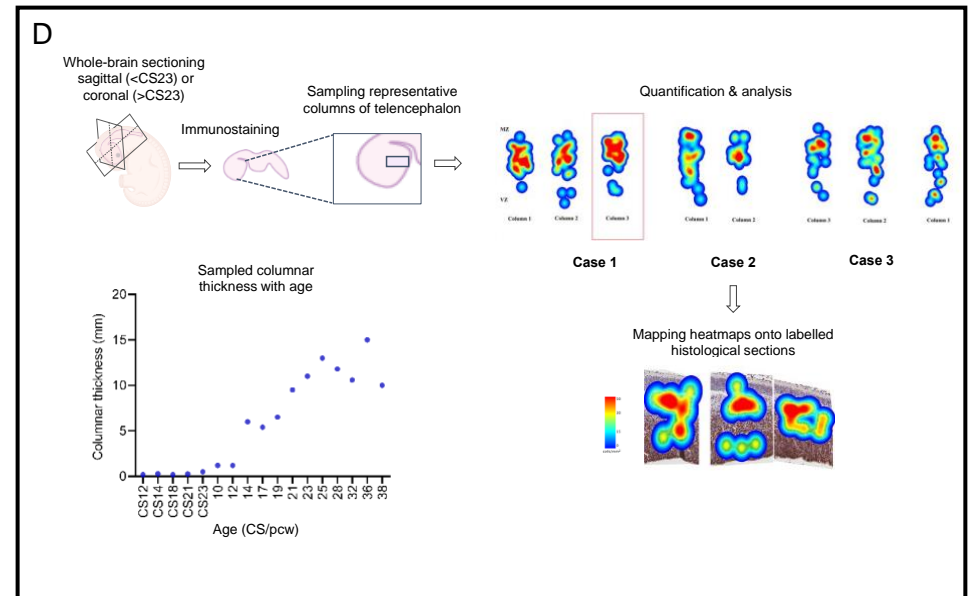 D
Whole-brain sectioning
sagittal (<CS23) or
coronal (>CS23)
Immunostaining
Sampling representative
columns of telencephalon
Quantification & analysis
MZ
VZ
Column 1
Column 2
Column 3
Column 1
Column 2
Column 3
Column 2
Column 1
Case 1
Case 2
Case 3
Mapping heatmaps onto labelled
histological sections
Sampled columnar
thickness with age
Columnar thickness (mm)
20
15
10
5
0
CS12
CS14
CS18
CS21
CS23
10
12
14
17
19
21
23
25
28
32
36
38
Age (CS/pcw)